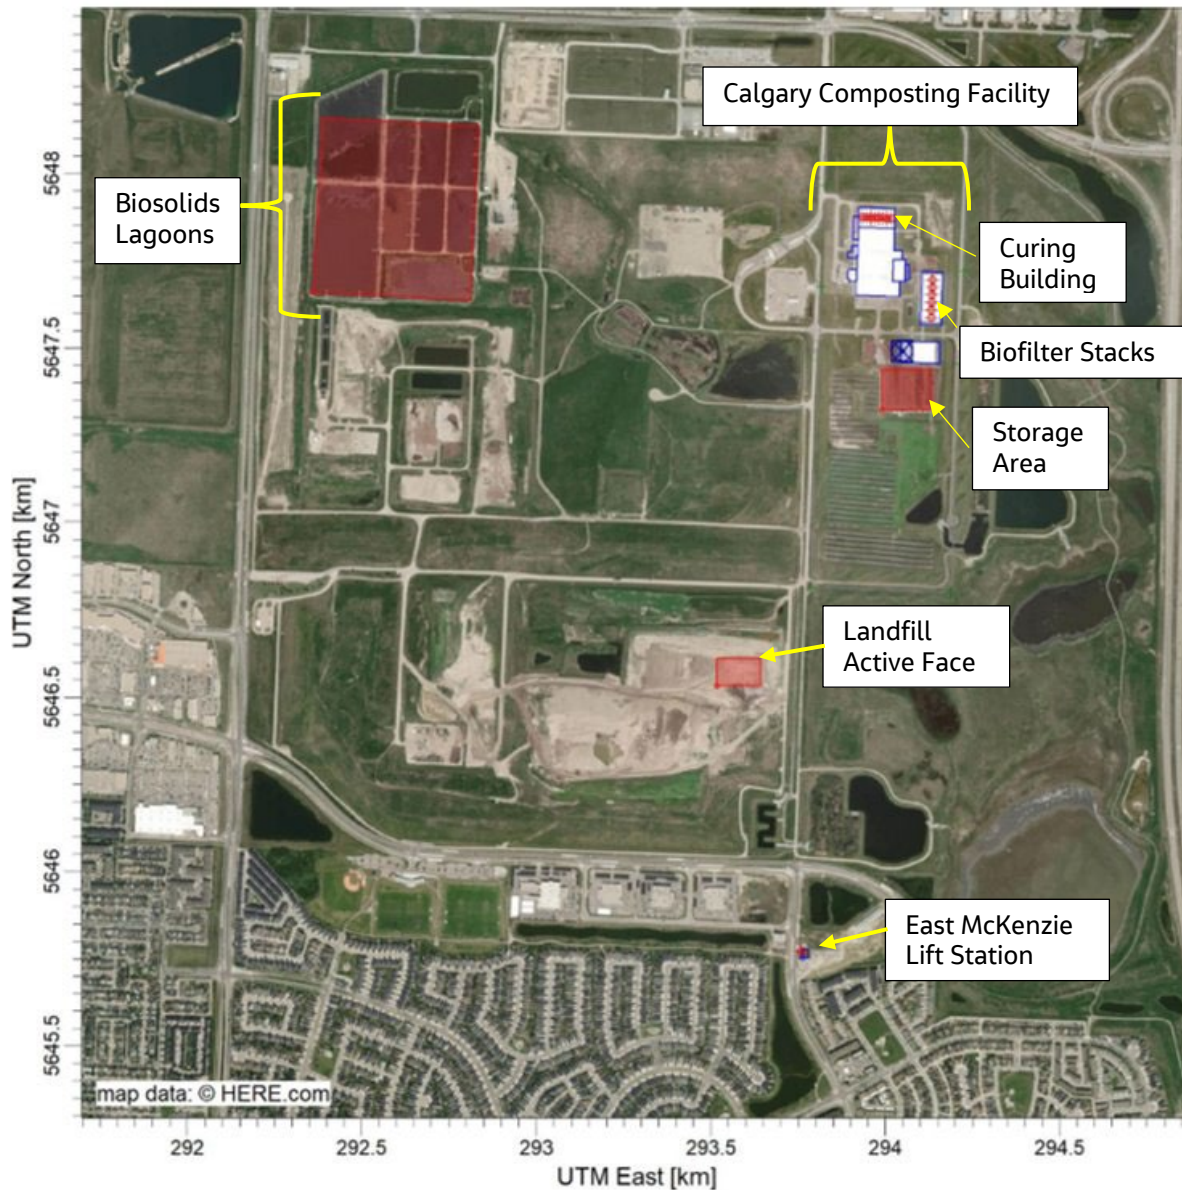 Calgary Composting Facility
Biosolids
Lagoons
Curing
Building
Biofilter Stacks
Storage
Area
Landfill
Active Face
East McKenzie
Lift Station
UTM North [km]
5648
5647.5
5647
5646.5
5646
5645.5
map data: © HERE.com
292
292.5
293
293.5
294
294.5
UTM East [km]